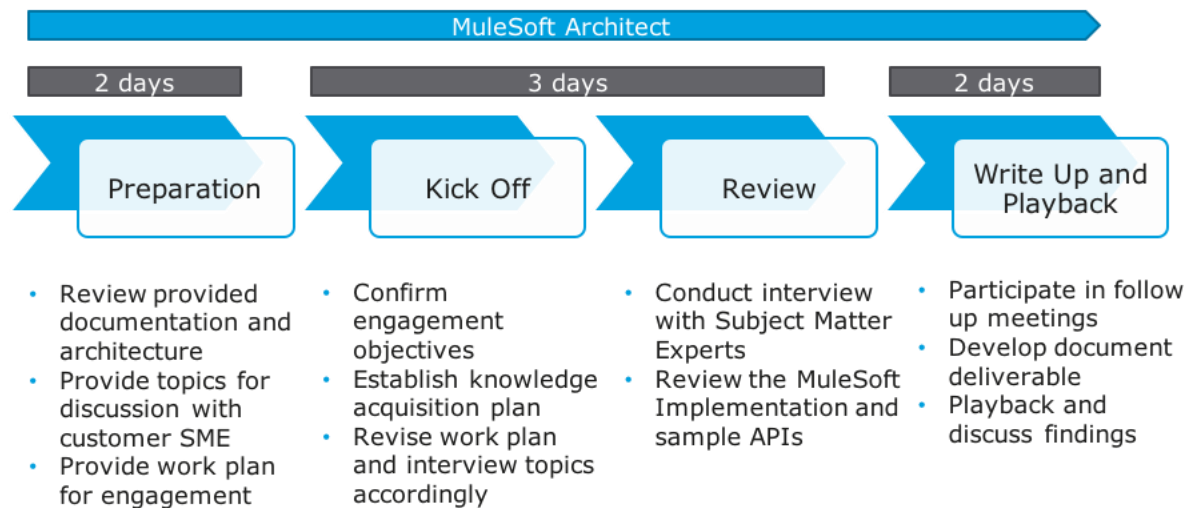 MuleSoft Architect
2 days
3 days
2 days
Preparation
Kick Off
Review
Write Up and
Playback
• Review provided
documentation and
architecture
• Provide topics for
discussion with
customer SME
• Provide work plan
for engagement
• Confirm
engagement
objectives
• Establish knowledge
acquisition plan
• Revise work plan
and interview topics
accordingly
• Conduct interview
with Subject Matter
Experts
• Review the MuleSoft
Implementation and
sample APIs
• Participate in follow
up meetings
• Develop document
deliverable
• Playback and
discuss findings